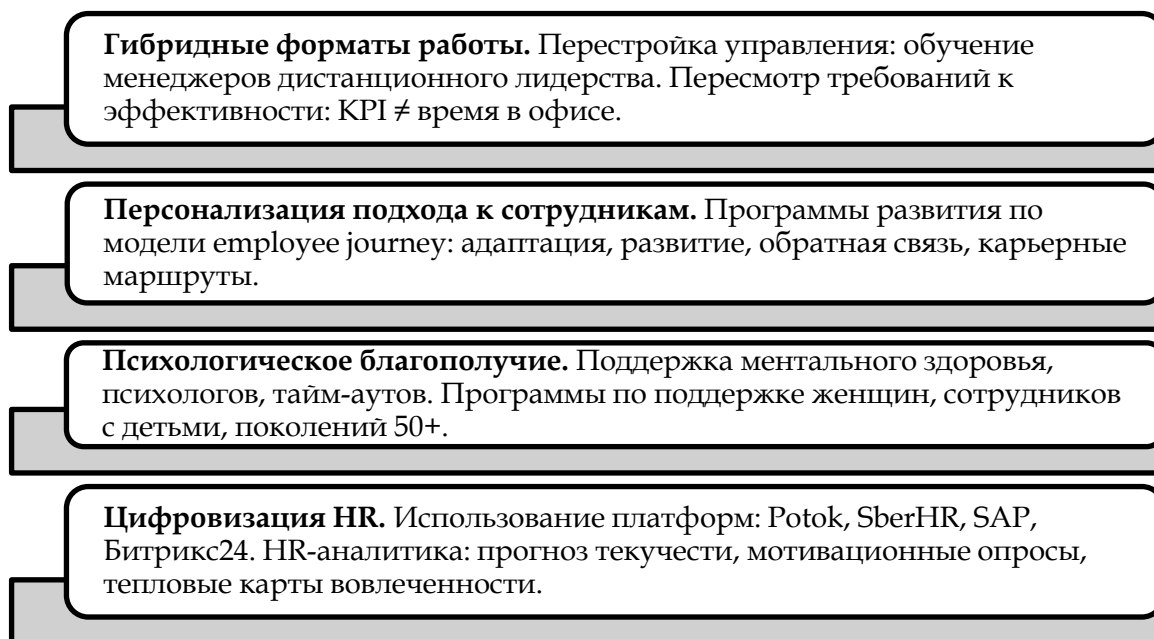 Гибридные форматы работы. Перестройка управления: обучение
менеджеров дистанционного лидерства. Пересмотр требований к
эффективности: KPI ≠ время в офисе.
Персонализация подхода к сотрудникам. Программы развития по
модели employee journey: адаптация, развитие, обратная связь, карьерные
маршруты.
Психологическое благополучие. Поддержка ментального здоровья,
психологов, тайм-аутов. Программы по поддержке женщин, сотрудников
с детьми, поколений 50+.
Цифровизация HR. Использование платформ: Potok, SberHR, SAP,
Битрикс24. HR-аналитика: прогноз текучести, мотивационные опросы,
тепловые карты вовлеченности.